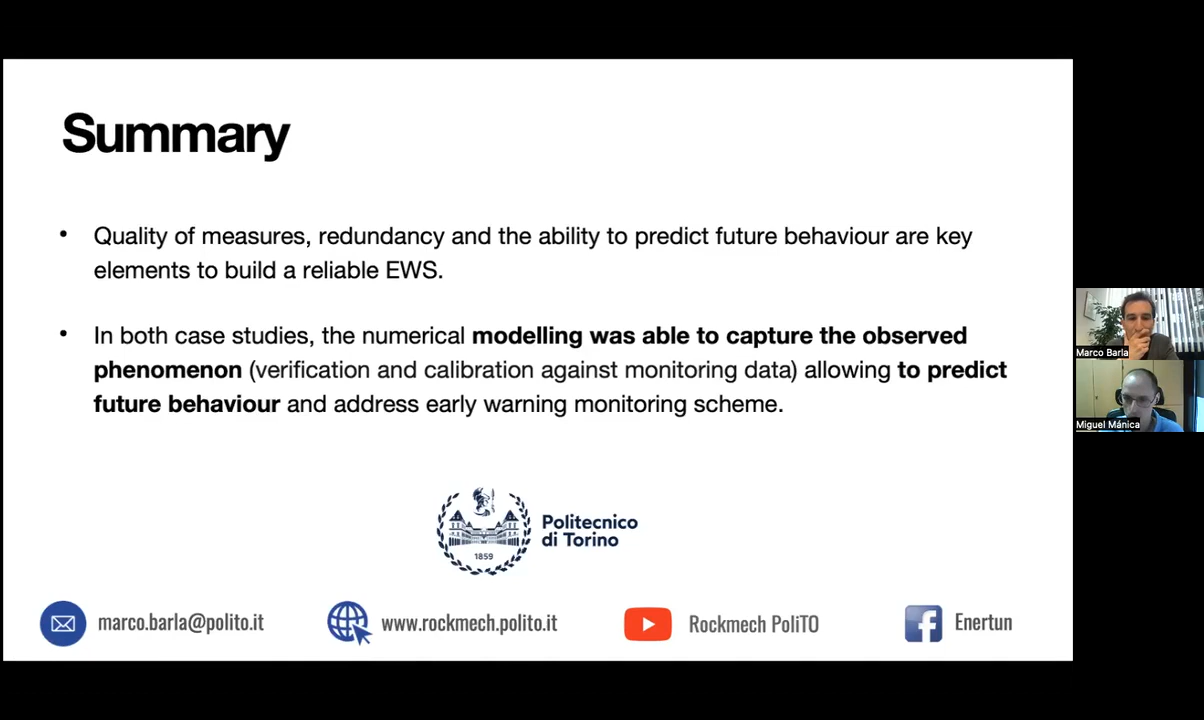 Summary
• Quality of measures, redundancy and the ability to predict future behaviour are key
elements to build a reliable EWS.
• In both case studies, the numerical modelling was able to capture the observed
phenomenon (verification and calibration against monitoring data) allowing to predict
future behaviour and address early warning monitoring scheme.
1859
Politecnico
di Torino
marco.barla@polito.it
www.rockmech.polito.it
Rockmech PoliTO
Enertun
Marco Barla
Miguel Mánica